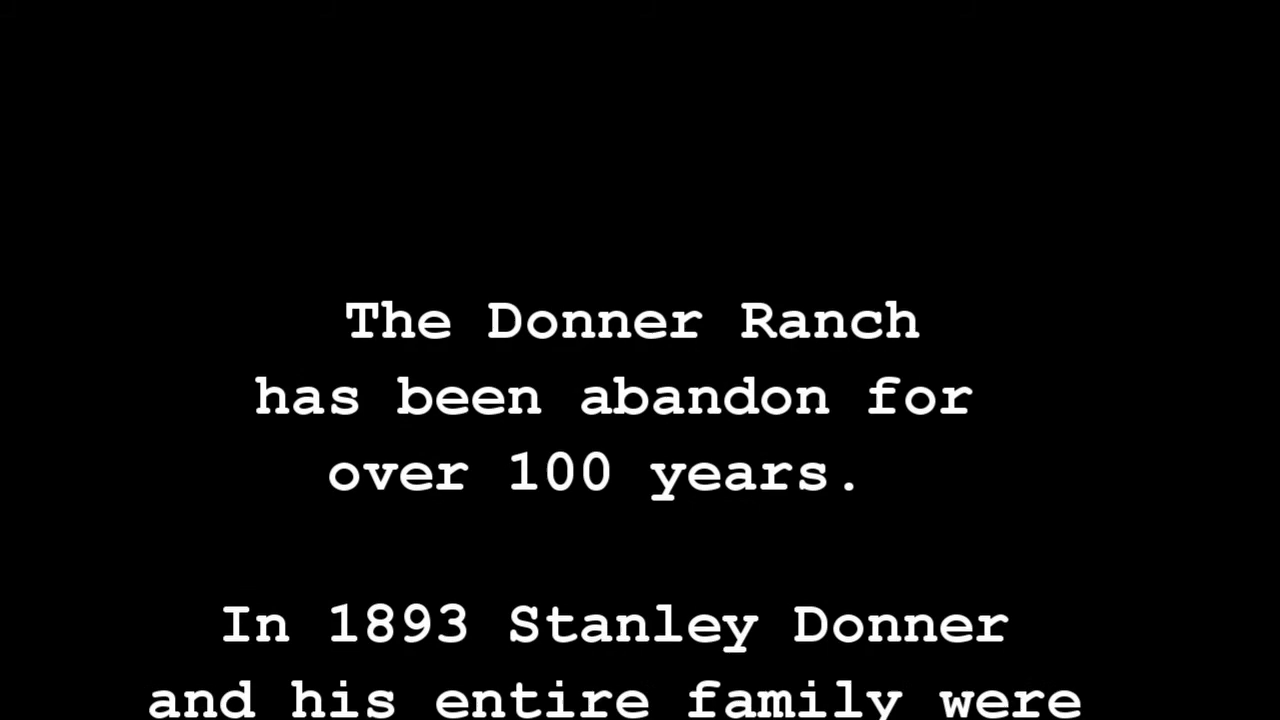 The Donner Ranch
has been abandon for
over 100 years.
In 1893 Stanley Donner
and his entire family were